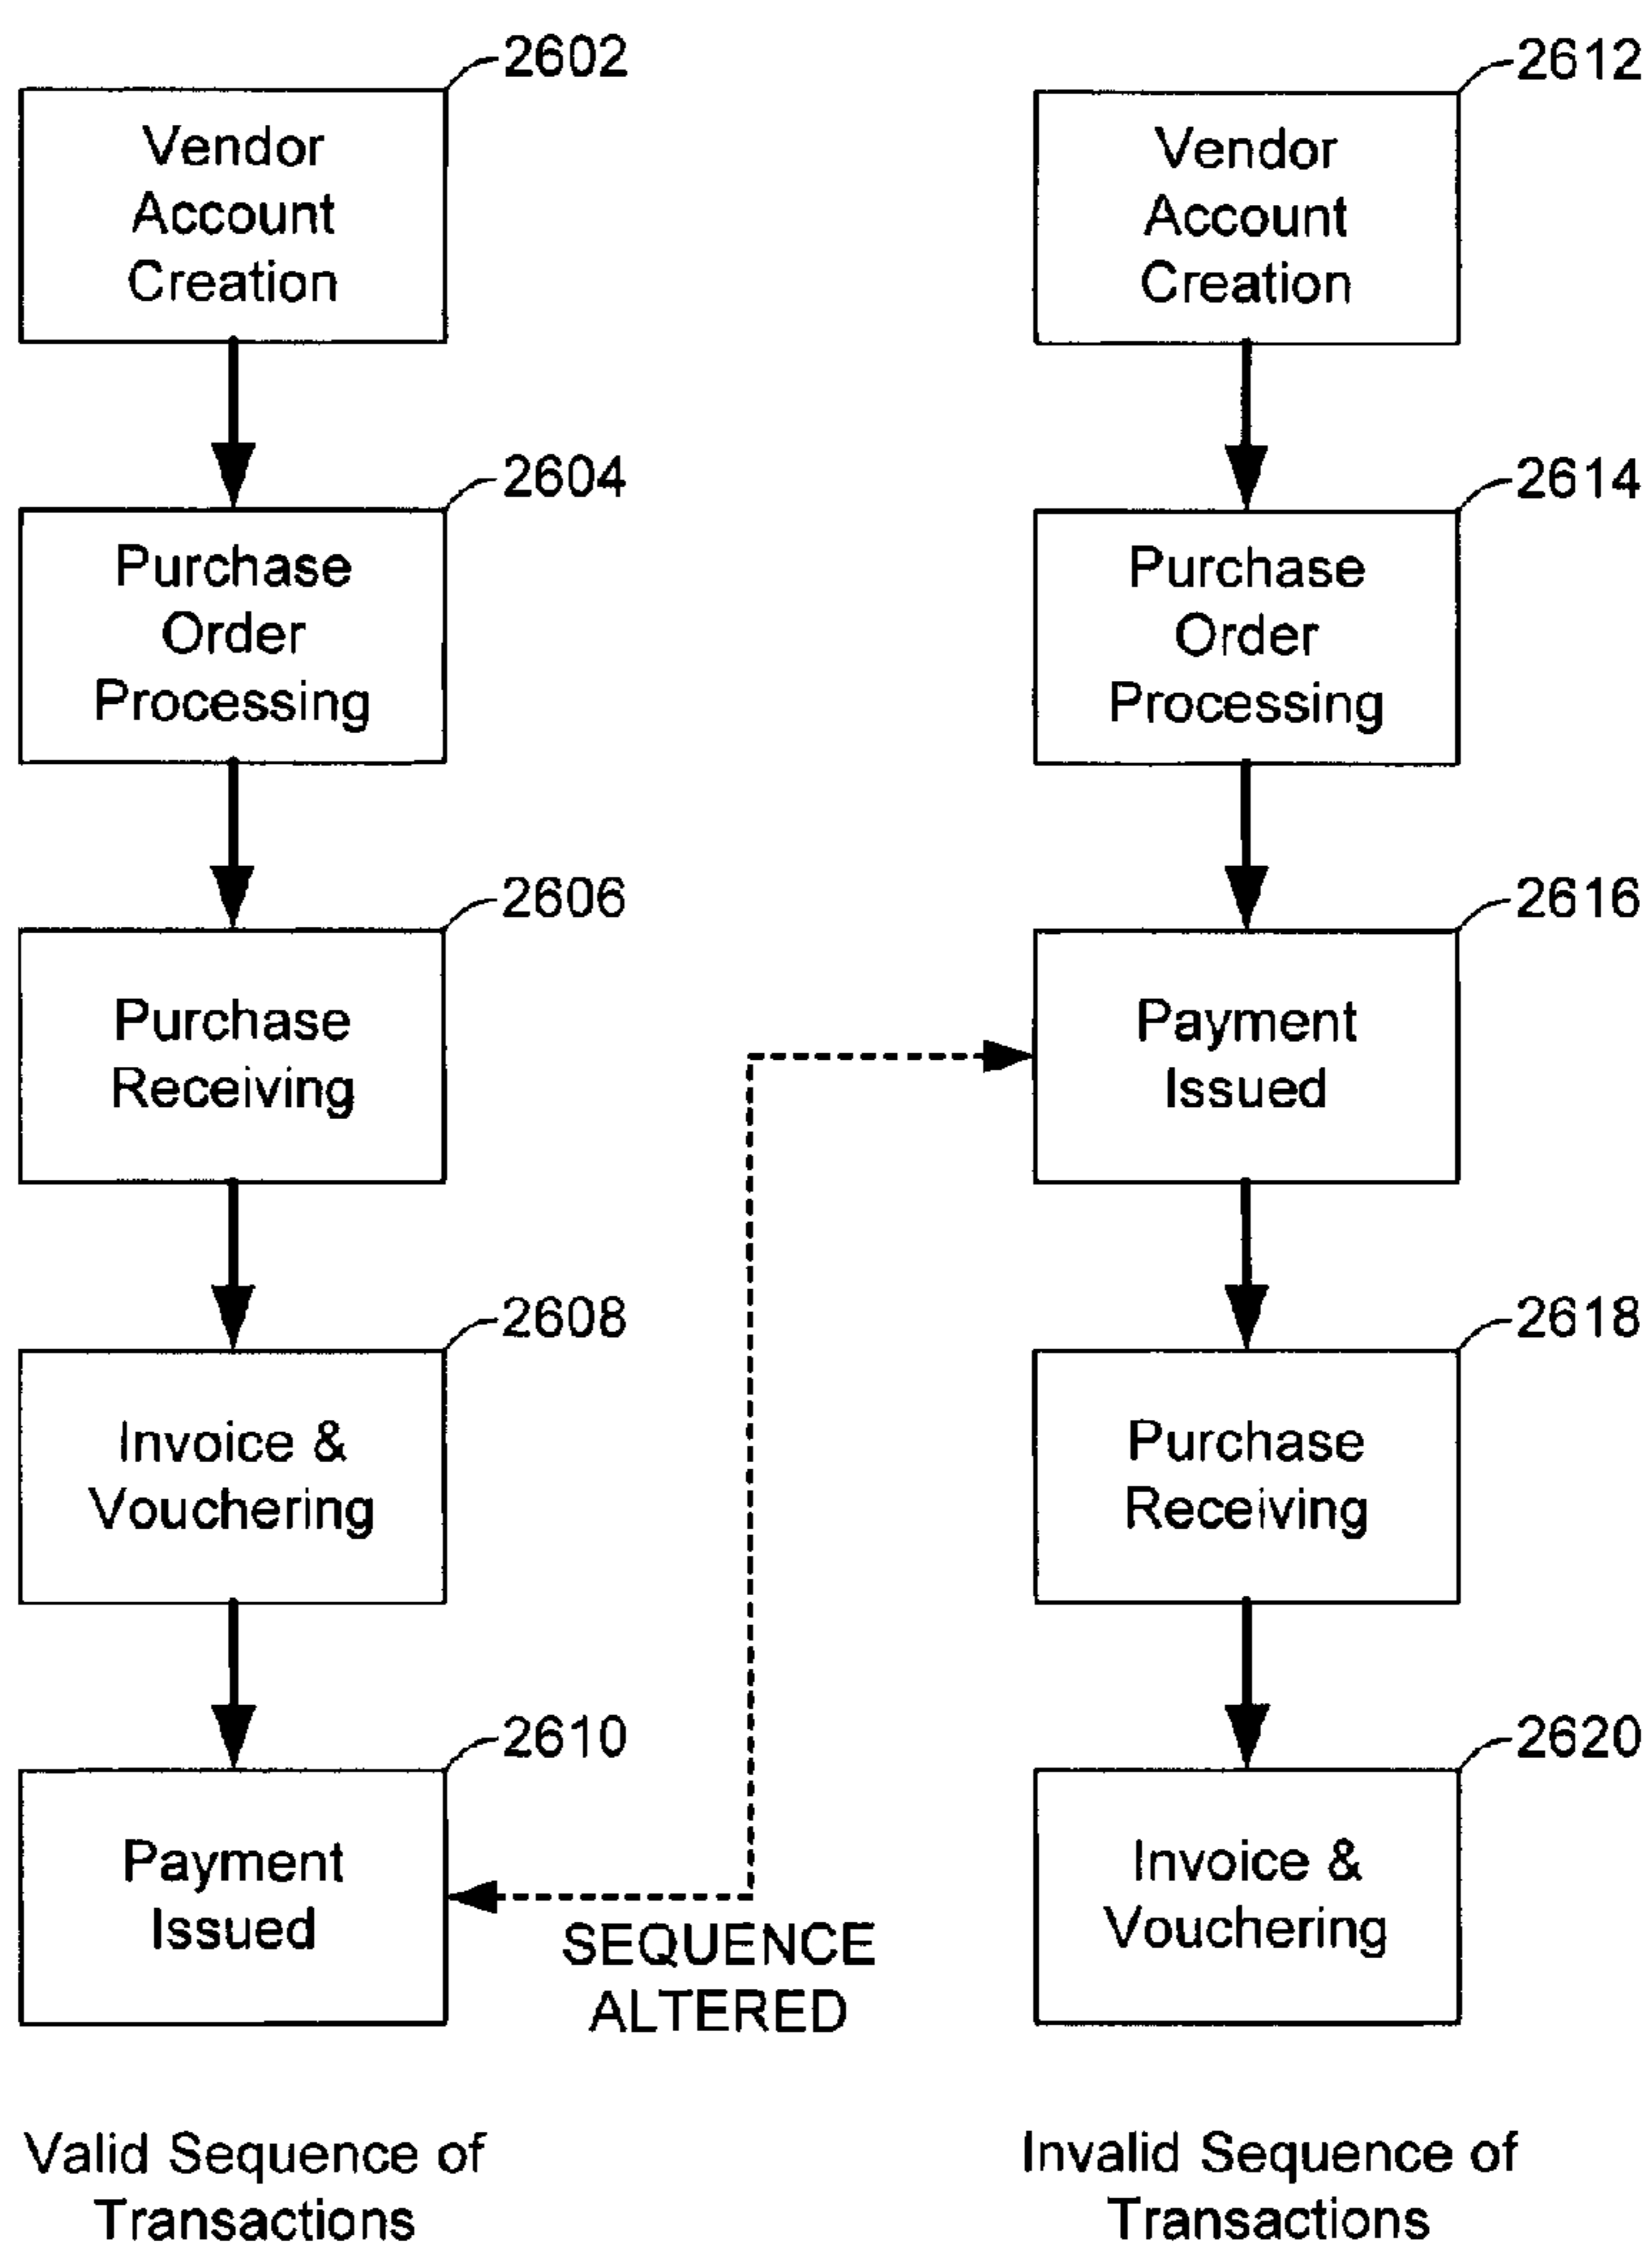 2602
Vendor
Account
Creation
2604
Purchase
Order
Processing
2606
Purchase
Receiving
2608
Invoice &
Vouchering
2610
Payment
Issued
SEQUENCE
ALTERED
Valid Sequence of
Transactions
2612
Vendor
Account
Creation
2614
Purchase
Order
Processing
2616
Payment
Issued
2618
Purchase
Receiving
2620
Invoice &
Vouchering
Invalid Sequence of
Transactions